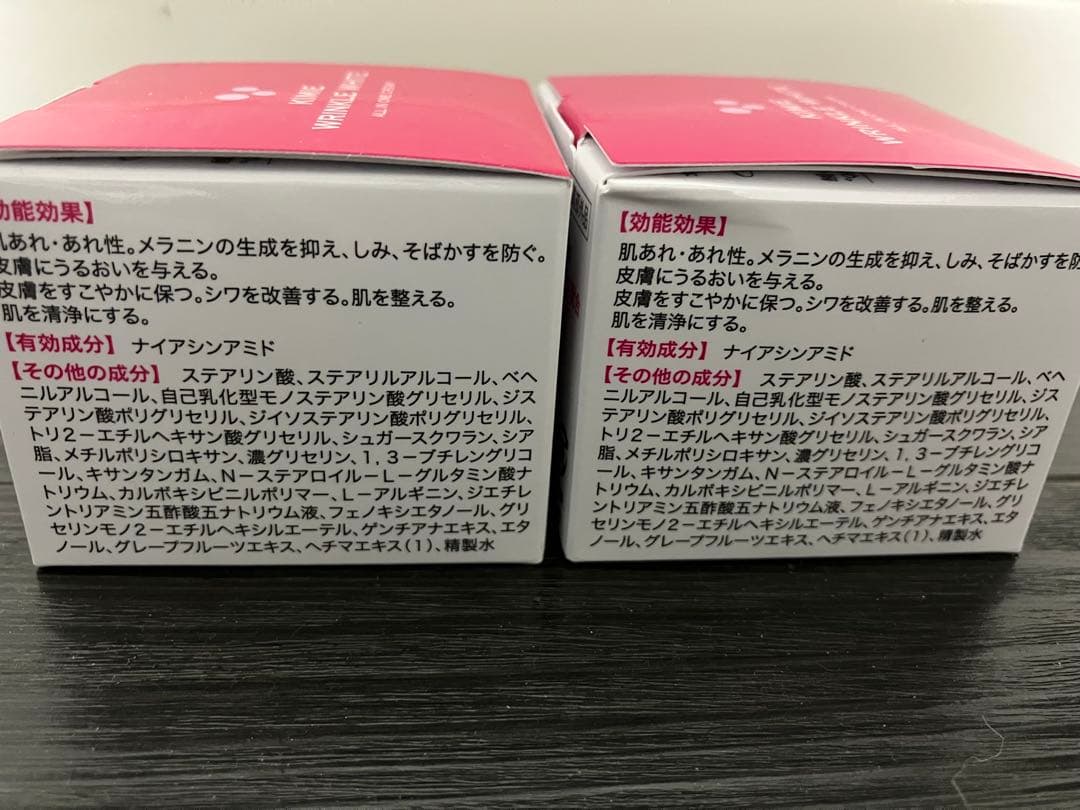 KIMIE
WRINKLE WHITE
ALL IN ONE CREAM
効能効果】
肌あれ・あれ性。メラニンの生成を抑え、しみ、そばかすを防ぐ。
皮膚にうるおいを与える。
皮膚をすこやかに保つ。シワを改善する。肌を整える。
肌を清浄にする。
【有効成分】 ナイアシンアミド
【その他の成分】 ステアリン酸、ステアリルアルコール、ベヘ
ニルアルコール、自己乳化型モノステアリン酸グリセリル、ジス
テアリン酸ポリグリセリル、ジイソステアリン酸ポリグリセリル、
トリ2－エチルヘキサン酸グリセリル、シュガースクワラン、シア
脂、メチルポリシロキサン、濃グリセリン、1,3－ブチレングリコ
ール、キサンタンガム、N－ステアロイル－L－グルタミン酸ナ
トリウム、カルボキシビニルポリマー、L－アルギニン、ジエチレ
ントリアミン五酢酸五ナトリウム液、フェノキシエタノール、グリ
セリンモノ2－エチルヘキシルエーテル、ゲンチアナエキス、エタ
ノール、グレープフルーツエキス、ヘチマエキス(1)、精製水
KIMIE
WRINKLE WHITE
【効能効果】
肌あれ・あれ性。メラニンの生成を抑え、しみ、そばかすを防
皮膚にうるおいを与える。
皮膚をすこやかに保つ。シワを改善する。肌を整える。
肌を清浄にする。
【有効成分】 ナイアシンアミド
【その他の成分】 ステアリン酸、ステアリルアルコール、ベヘ
ニルアルコール、自己乳化型モノステアリン酸グリセリル、ジス
テアリン酸ポリグリセリル、ジイソステアリン酸ポリグリセリル、
トリ2－エチルヘキサン酸グリセリル、シュガースクワラン、シア
脂、メチルポリシロキサン、濃グリセリン、1,3－ブチレングリコ
ール、キサンタンガム、N－ステアロイル－L－グルタミン酸ナ
トリウム、カルボキシビニルポリマー、L－アルギニン、ジエチレ
ントリアミン五酢酸五ナトリウム液、フェノキシエタノール、グリ
セリンモノ2－エチルヘキシルエーテル、ゲンチアナエキス、エタ
ノール、グレープフルーツエキス、ヘチマエキス(1)、精製水